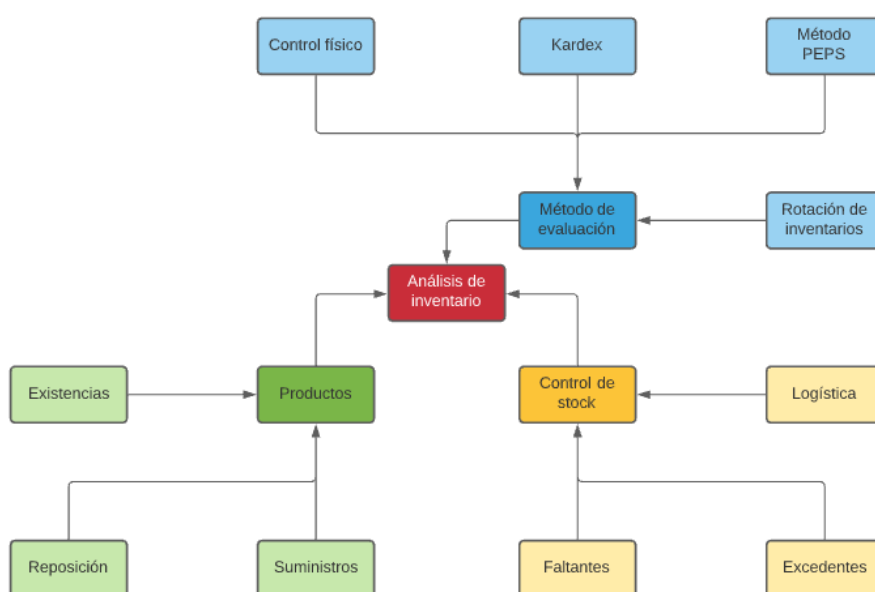 Control físico
Kardex
Método
PEPS
Método de
evaluación
Rotación de
inventarios
Análisis de
inventario
Existencias
Productos
Control de
stock
Logística
Reposición
Suministros
Faltantes
Excedentes